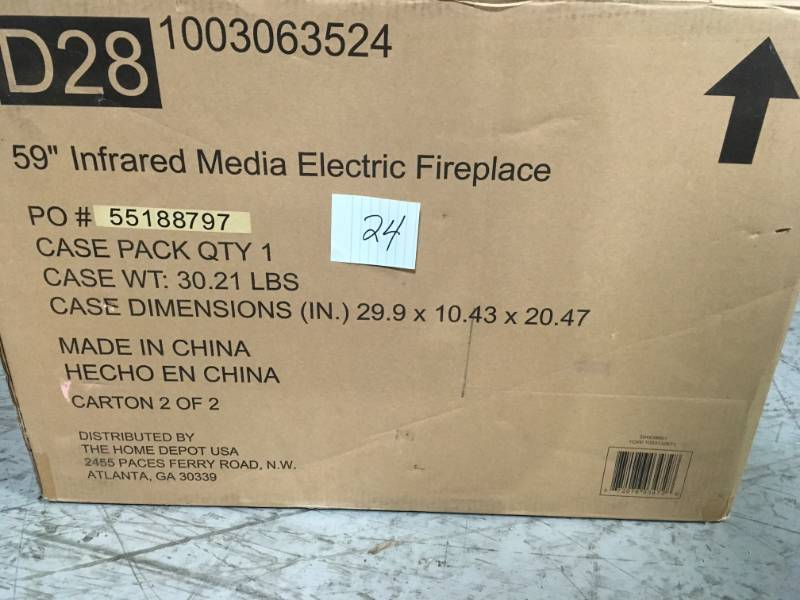 D28 1003063524
59" Infrared Media Electric Fireplace
PO # 55188797
24
CASE PACK QTY 1
CASE WT: 30.21 LBS
CASE DIMENSIONS (IN.) 29.9 x 10.43 x 20.47
MADE IN CHINA
HECHO EN CHINA
CARTON 2 OF 2
DISTRIBUTED BY
THE HOME DEPOT USA
2455 PACES FERRY ROAD, N.W.
ATLANTA, GA 30339